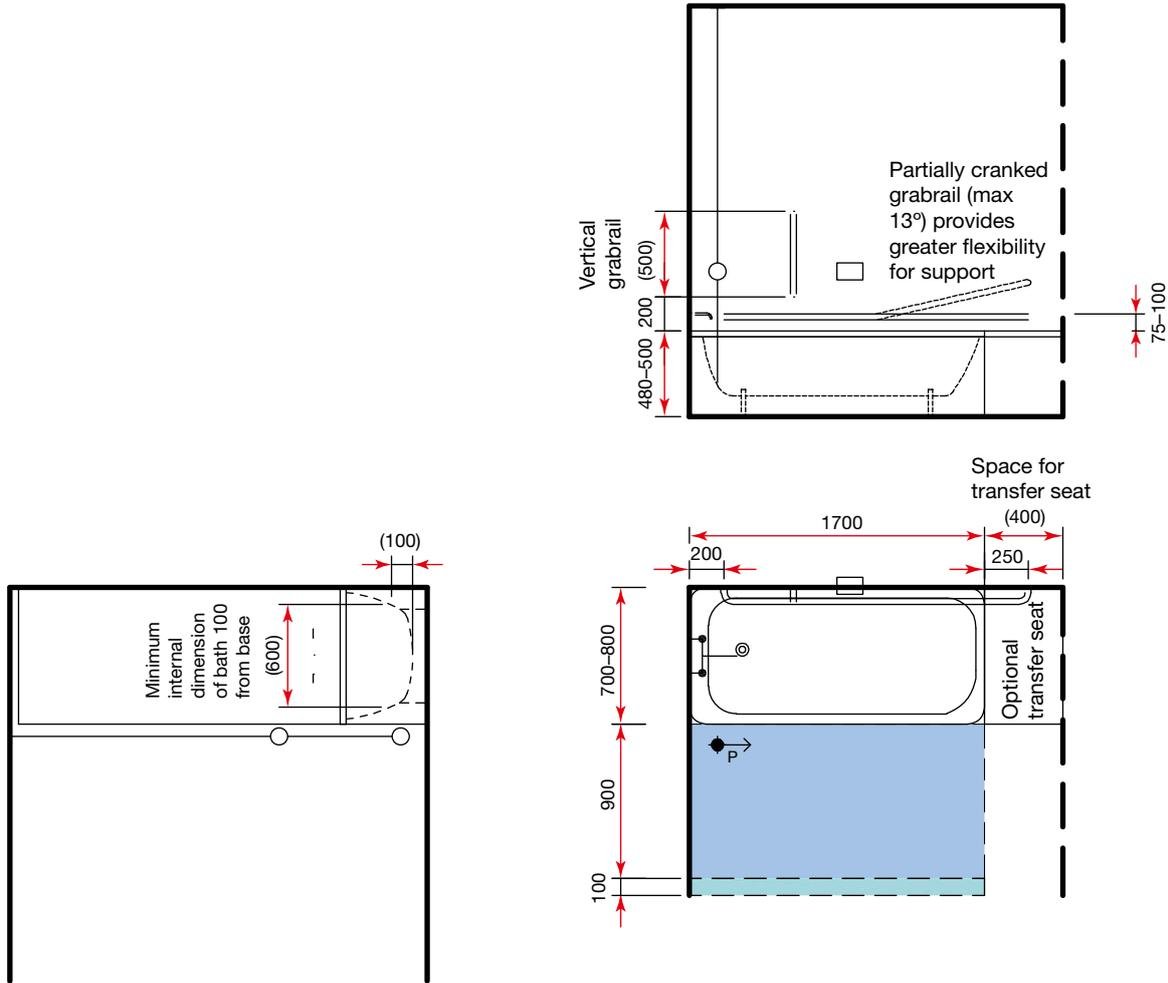 Partially cranked
grabrail (max
13º) provides
greater flexibility
for support
Vertical
grabrail
(500)
200
480–500
75–100
Space for
transfer seat
(400)
1700
200
250
700–800
900
100
Optional
transfer seat
P
(100)
Minimum
internal
dimension
of bath 100
from base
(600)